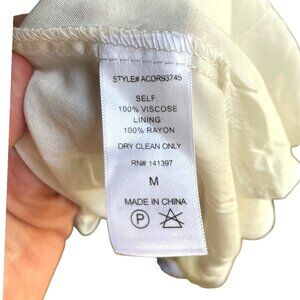 STYLE# ACDR93745
SELF
100% VISCOSE
LINING
100% RAYON
DRY CLEAN ONLY
RN# 141397
M
MADE IN CHINA
P